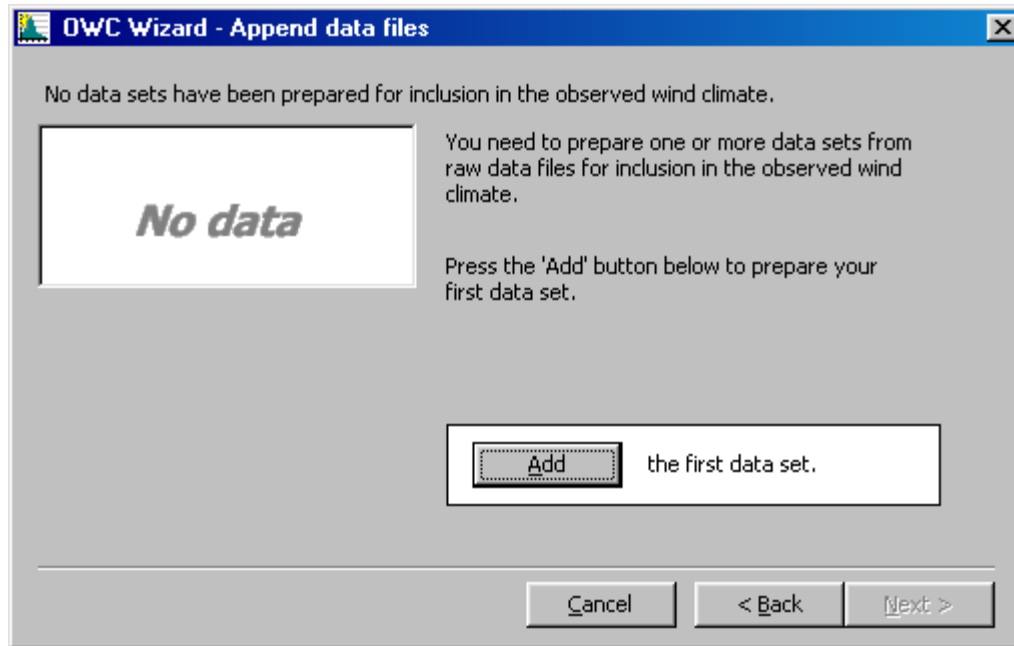 OWC Wizard - Append data files
No data sets have been prepared for inclusion in the observed wind climate.
No data
You need to prepare one or more data sets from
raw data files for inclusion in the observed wind
climate.
Press the 'Add' button below to prepare your
first data set.
Add the first data set.
Cancel < Back Next >